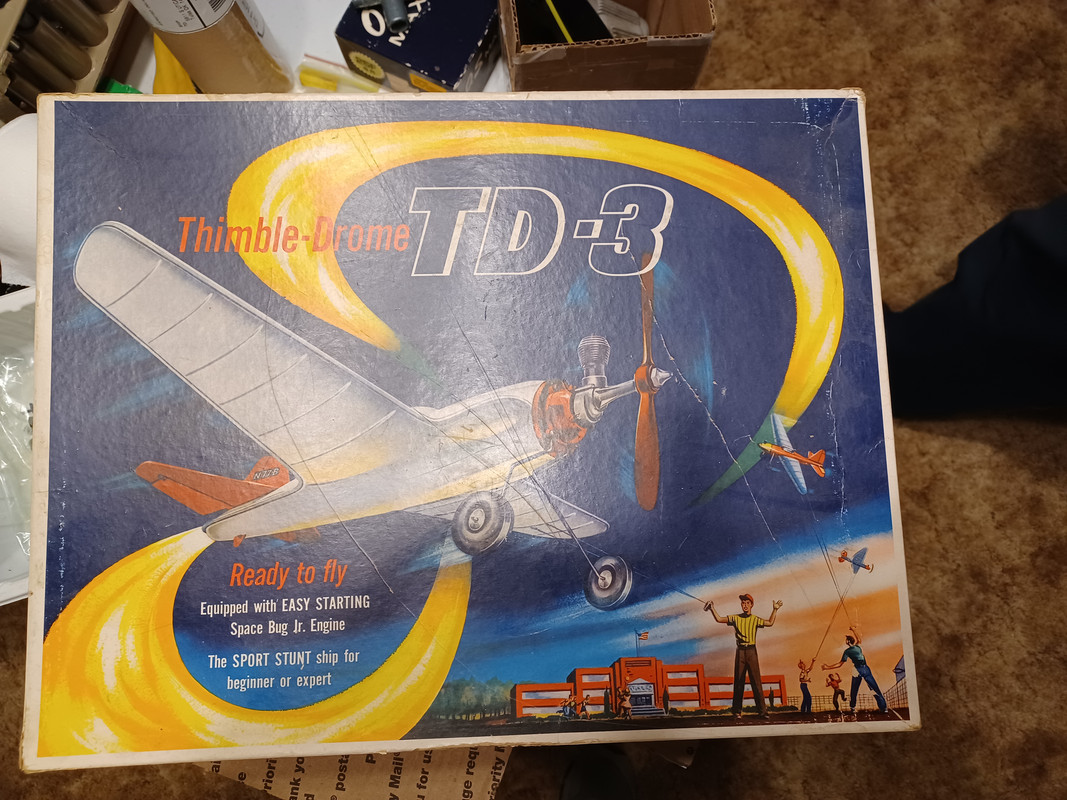 Thimble-Drome TD-3
N-22B
Ready to fly
Equipped with EASY STARTING
Space Bug Jr. Engine
The SPORT STUNT ship for
beginner or expert